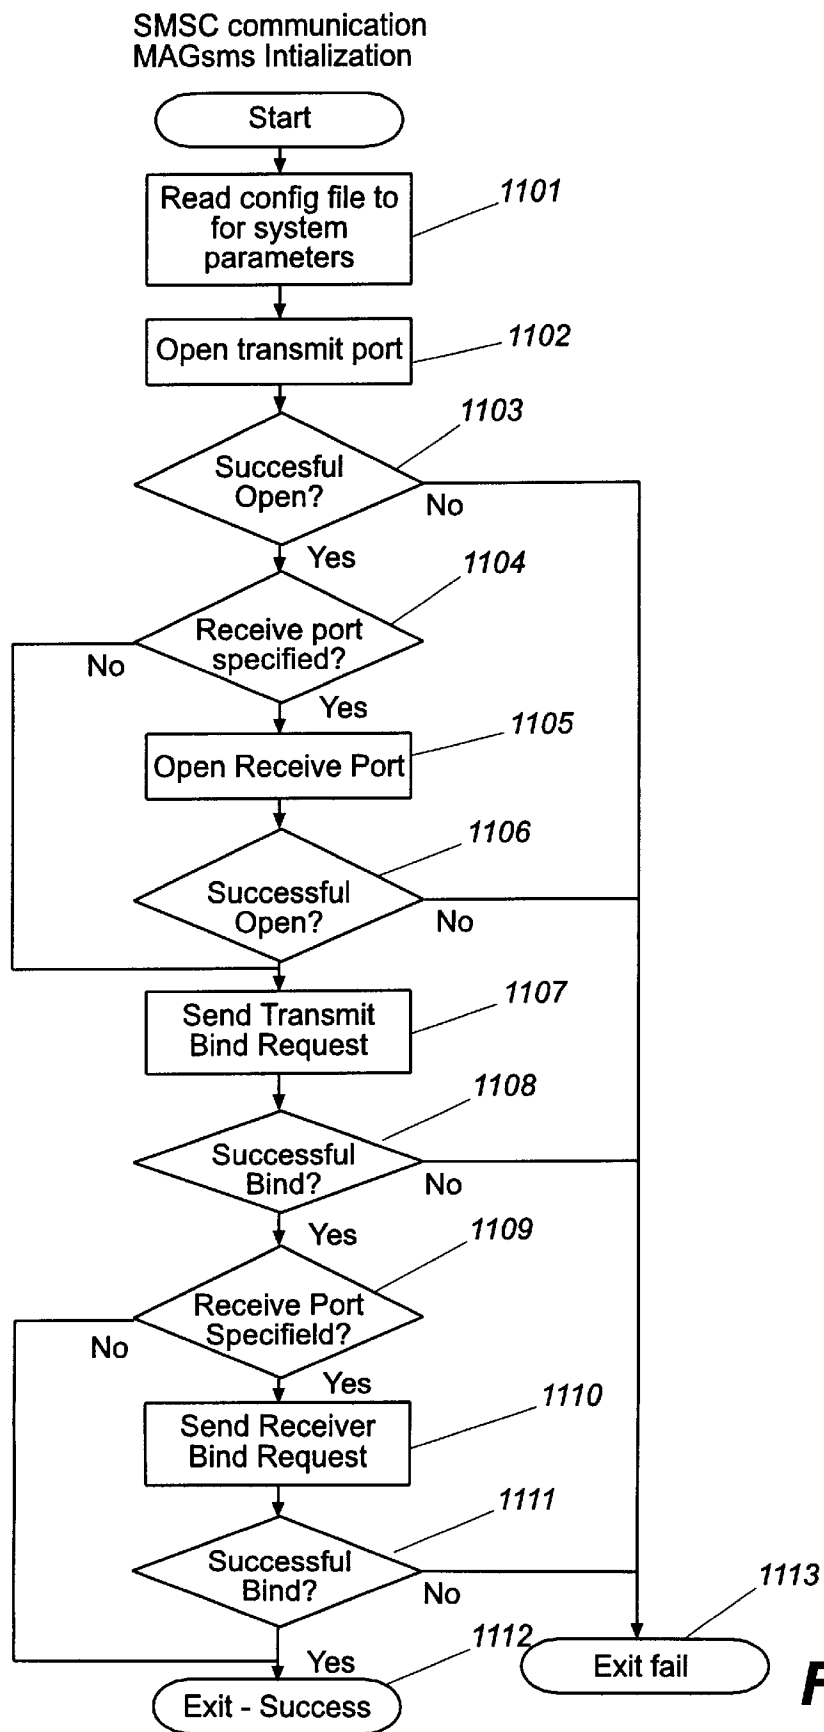 SMSC communication
MAGsms Intialization
Start
Read config file to
for system
parameters
1101
Open transmit port
1102
1103
Succesful
Open?
No
Yes
1104
Receive port
specified?
No
Yes
1105
Open Receive Port
1106
Successful
Open?
No
1107
Send Transmit
Bind Request
1108
Successful
Bind?
No
Yes
1109
Receive Port
Specifield?
No
Yes
1110
Send Receiver
Bind Request
1111
Successful
Bind?
No
1113
1112
Yes
Exit fail
F
Exit - Success